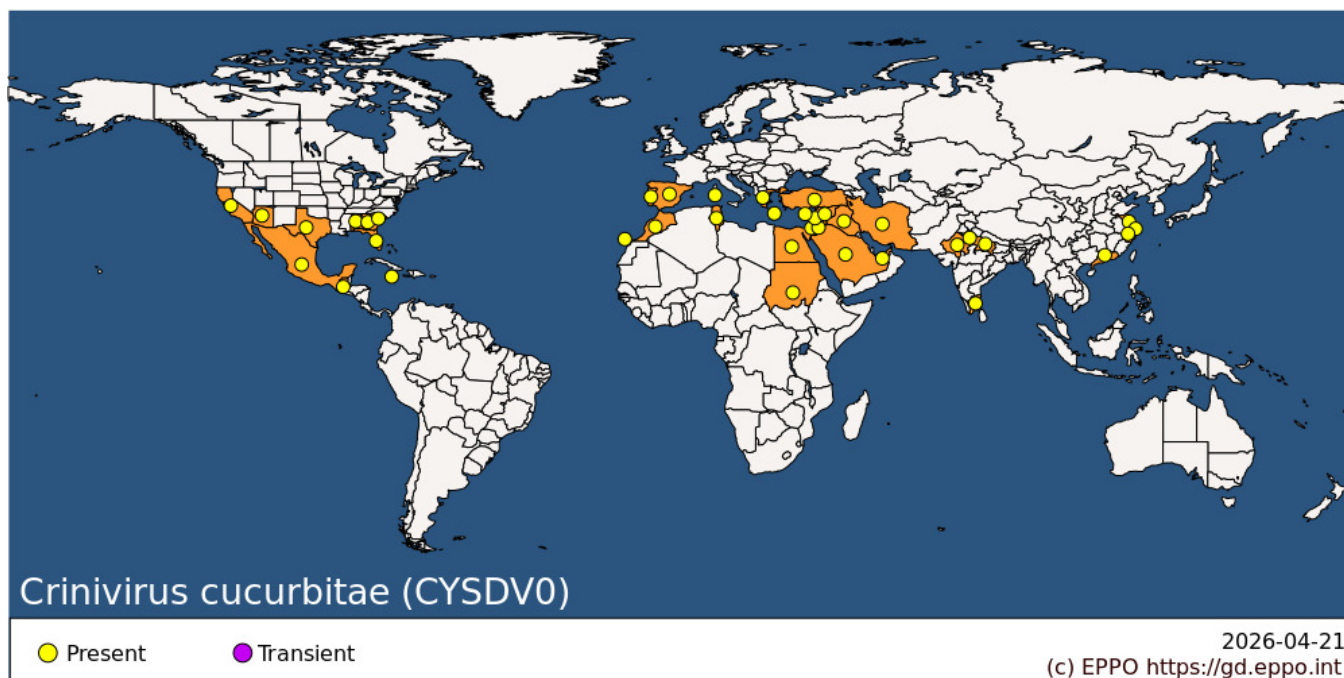 Crinivirus cucurbitae (CYSDV0)
Present
Transient
2026-04-21
(c) EPPO https://gd.eppo.int